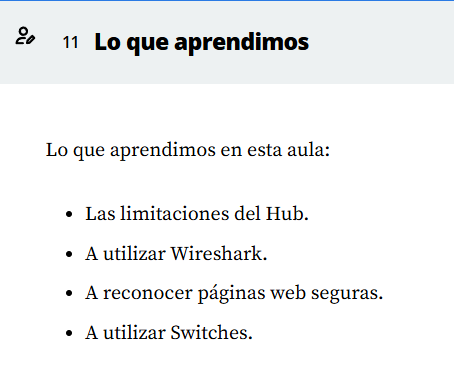 11 Lo que aprendimos
Lo que aprendimos en esta aula:
• Las limitaciones del Hub.
• A utilizar Wireshark.
• A reconocer páginas web seguras.
• A utilizar Switches.